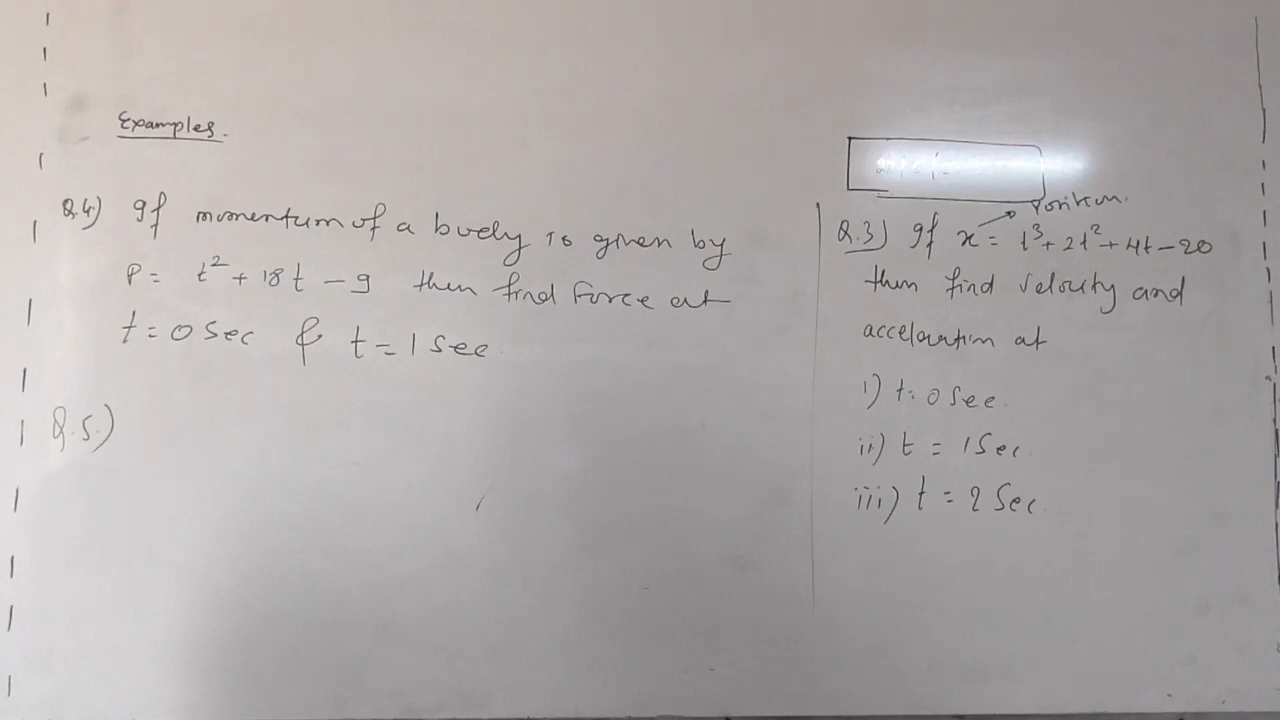 Examples.
Q.4) If momentum of a body is given by
P = t² + 18t - 9 then find Force at
t = 0 Sec & t = 1 Sec
Q.5)
Position.
Q.3) If x = t³ + 2t² + 4t - 20
then find velocity and
acceleration at
i) t = 0 Sec.
ii) t = 1 Sec
iii) t = 2 Sec